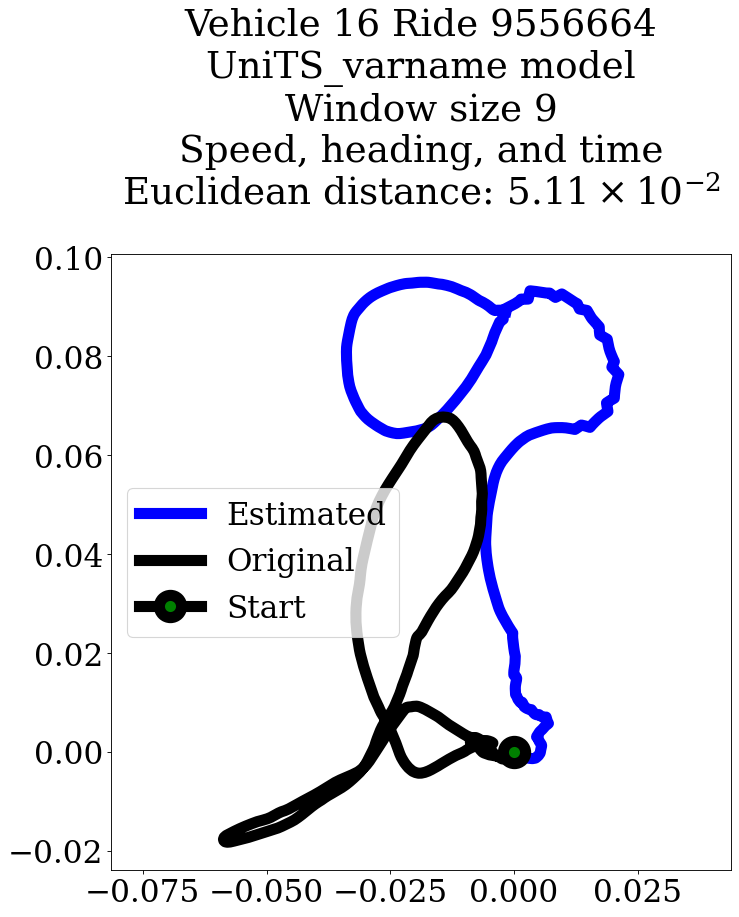 Vehicle 16 Ride 9556664
UniTS_varname model
Window size 9
Speed, heading, and time
Euclidean distance: 5.11 × 10⁻²
0.10
0.08
0.06
0.04
0.02
0.00
−0.02
Estimated
Original
Start
−0.075 −0.050 −0.025 0.000 0.025